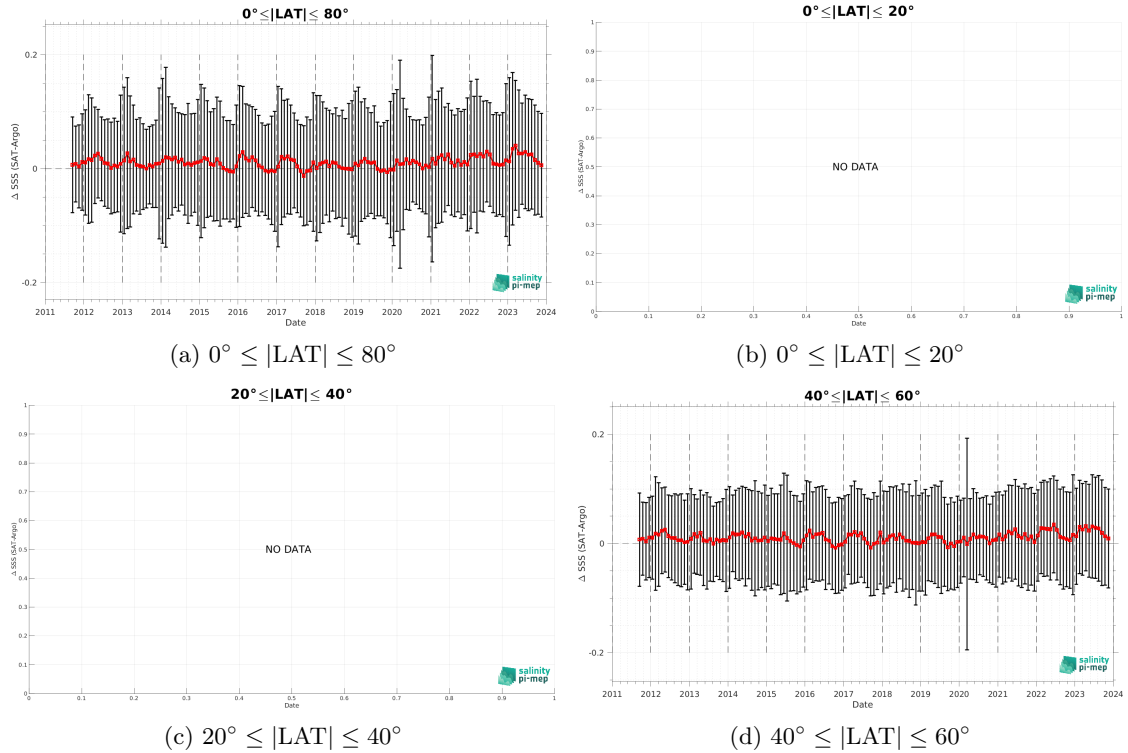 0°≤|LAT|≤ 80°
0.2
0
-0.2
Δ SSS (SAT-Argo)
salinity
pi-mep
2011 2012 2013 2014 2015 2016 2017 2018 2019 2020 2021 2022 2023 2024
Date
(a) 0° ≤ |LAT| ≤ 80°
0°≤|LAT|≤ 20°
1
0.9
0.8
0.7
0.6
0.5
0.4
0.3
0.2
0.1
0
Δ SSS (SAT-Argo)
NO DATA
salinity
pi-mep
0 0.1 0.2 0.3 0.4 0.5 0.6 0.7 0.8 0.9 1
Date
(b) 0° ≤ |LAT| ≤ 20°
20°≤|LAT|≤ 40°
1
0.9
0.8
0.7
0.6
0.5
0.4
0.3
0.2
0.1
0
Δ SSS (SAT-Argo)
NO DATA
salinity
pi-mep
0 0.1 0.2 0.3 0.4 0.5 0.6 0.7 0.8 0.9 1
Date
(c) 20° ≤ |LAT| ≤ 40°
40°≤|LAT|≤ 60°
0.2
0
-0.2
Δ SSS (SAT-Argo)
salinity
pi-mep
2011 2012 2013 2014 2015 2016 2017 2018 2019 2020 2021 2022 2023 2024
Date
(d) 40° ≤ |LAT| ≤ 60°